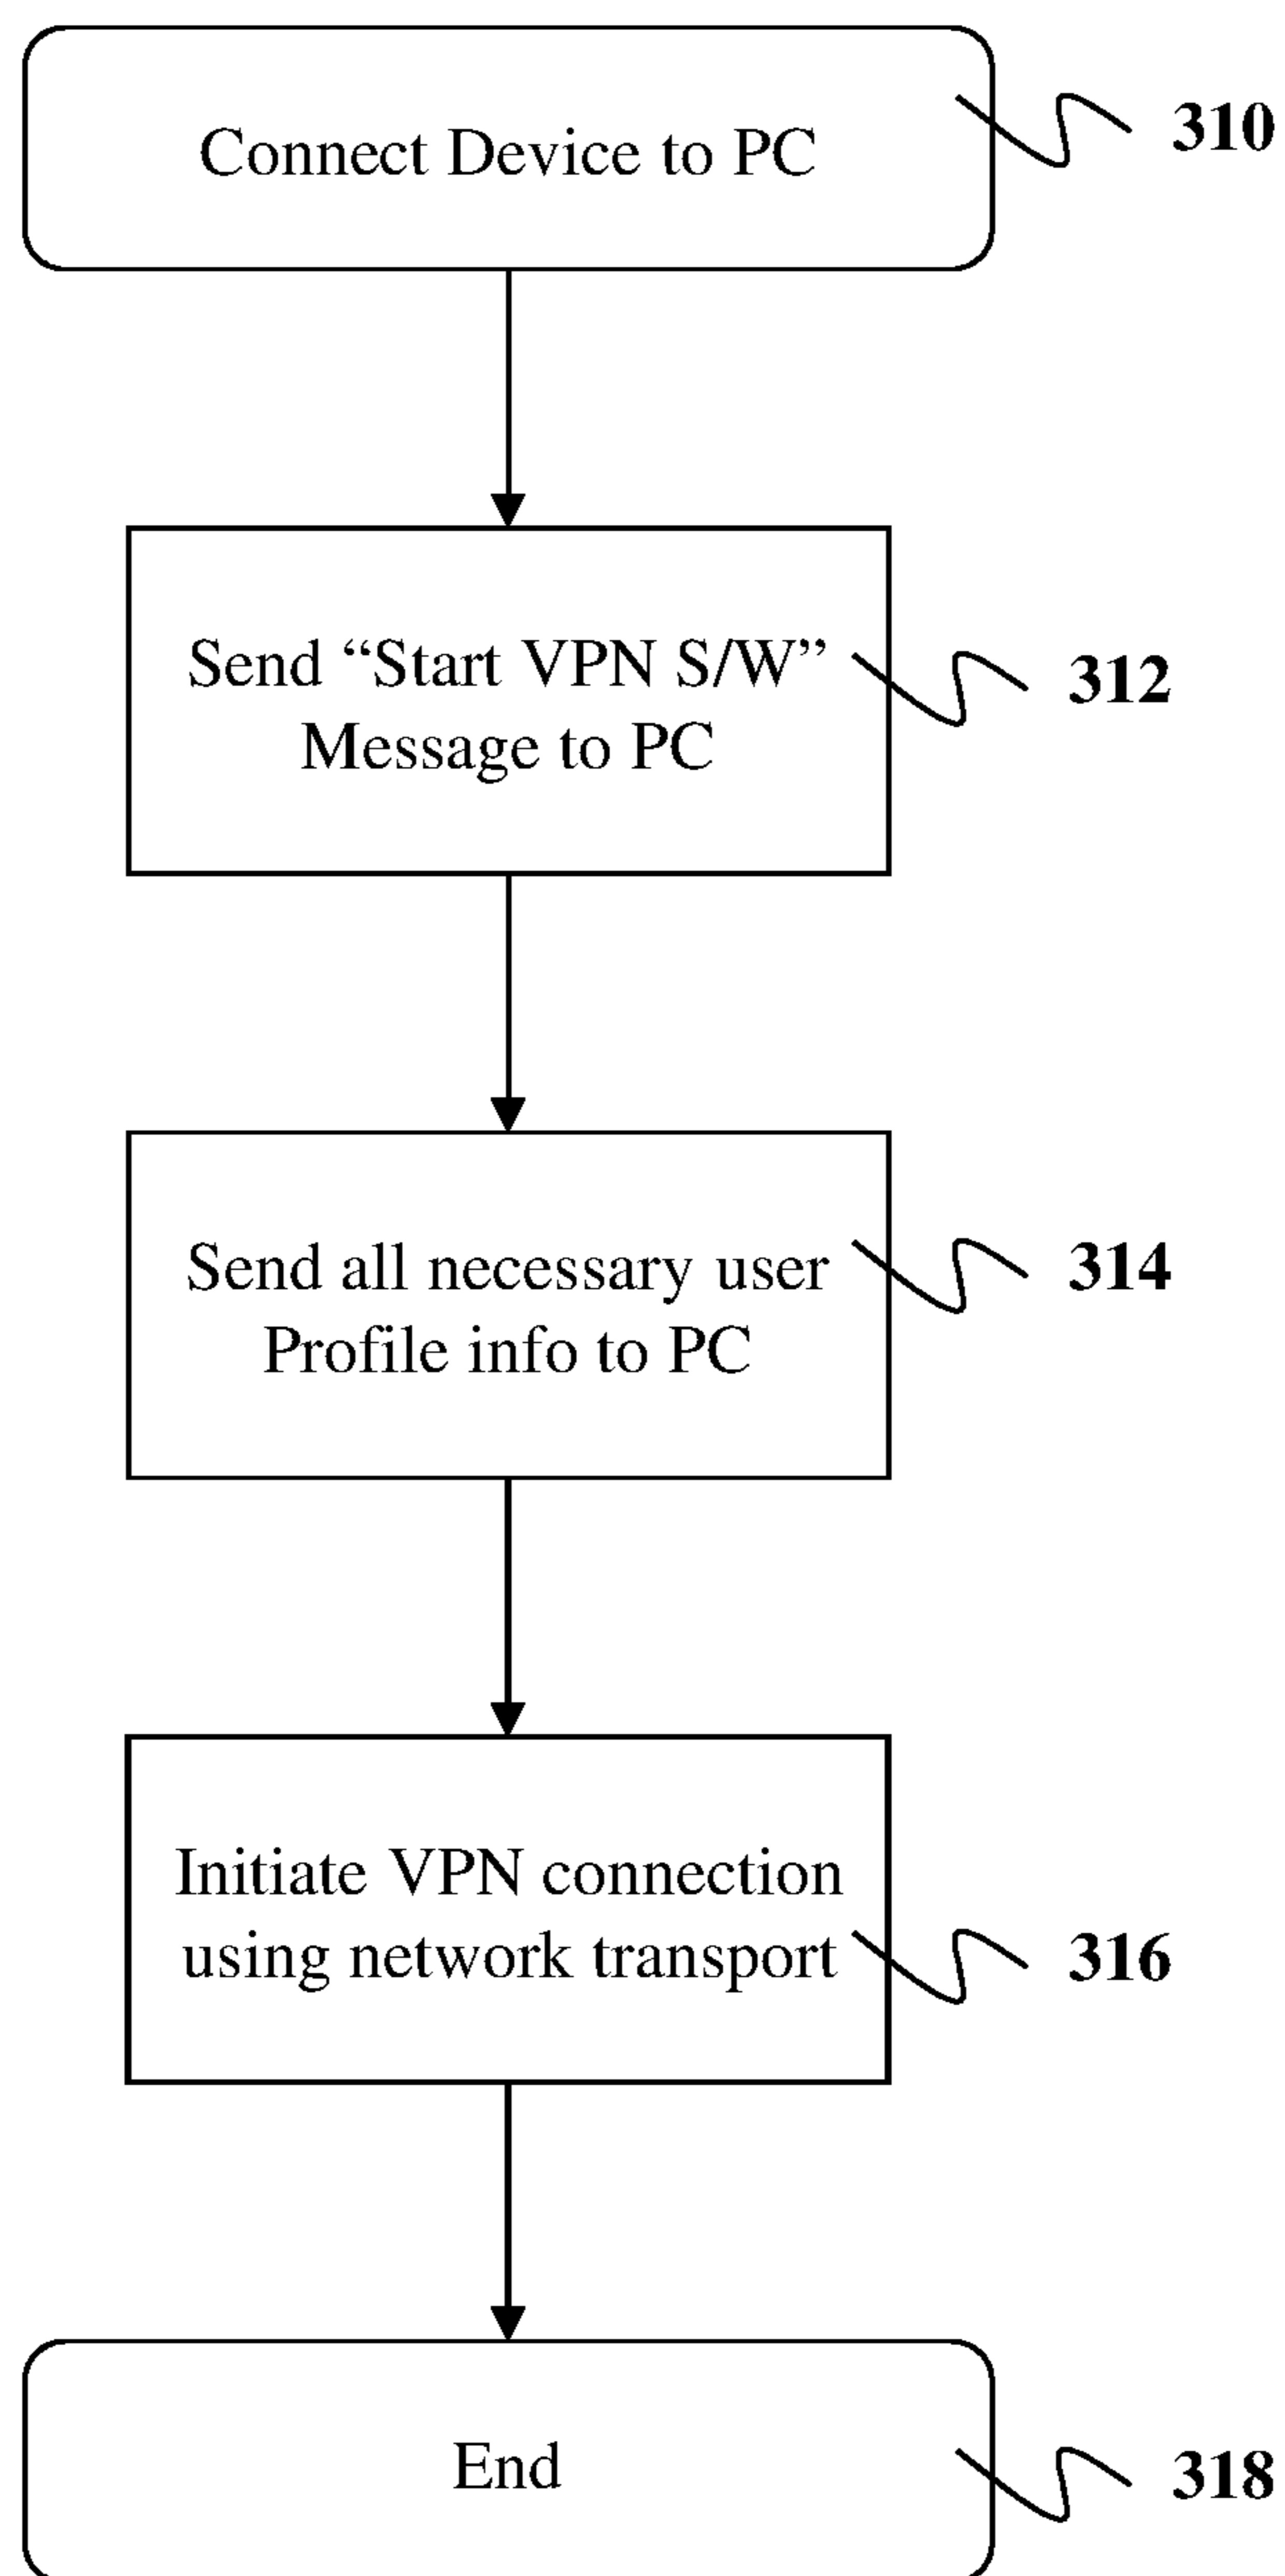 Connect Device to PC
310
Send “Start VPN S/W”
Message to PC
312
Send all necessary user
Profile info to PC
314
Initiate VPN connection
using network transport
316
End
318